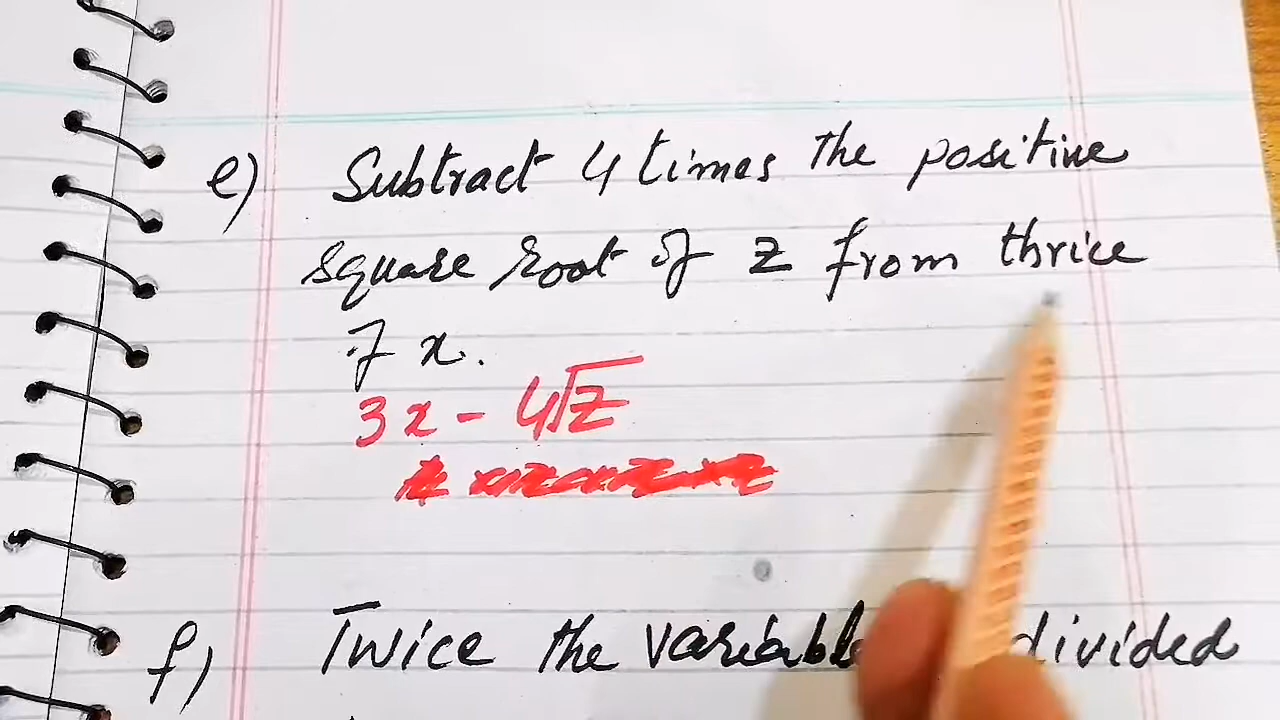 e) Subtract 4 times the positive
square root of z from thrice
of x.
3x - 4√z
f) Twice the variable divided